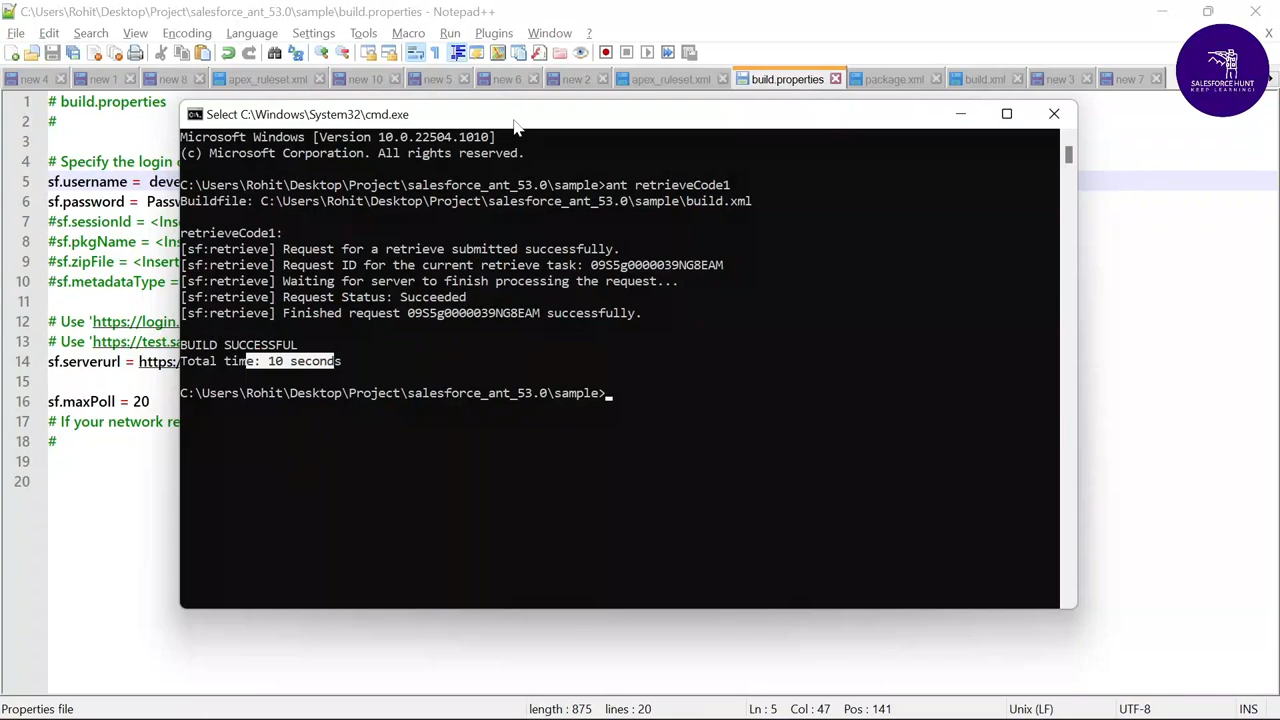 C:\Users\Rohit\Desktop\Project\salesforce_ant_53.0\sample\build.properties - Notepad++
File Edit Search View Encoding Language Settings Tools Macro Run Plugins Window ? X
new 4 new 1 new 8 apex_ruleset.xml new 10 new 5 new 6 new 2 apex_ruleset.xml build.properties package.xml build.xml new 3 new 7
SALESFORCE HUNT
KEEP LEARNING!
1 # build.properties
2 #
3
4 # Specify the login
5 sf.username = deve
6 sf.password = Passw
7 #sf.sessionId = <Ins
8 #sf.pkgName = <Ins
9 #sf.zipFile = <Insert
10 #sf.metadataType =
11
12 # Use 'https://login.
13 # Use 'https://test.sa
14 sf.serverurl = https:
15
16 sf.maxPoll = 20
17 # If your network re
18 #
19
20
Select C:\Windows\System32\cmd.exe
Microsoft Windows [Version 10.0.22504.1010]
(c) Microsoft Corporation. All rights reserved.
C:\Users\Rohit\Desktop\Project\salesforce_ant_53.0\sample>ant retrieveCode1
Buildfile: C:\Users\Rohit\Desktop\Project\salesforce_ant_53.0\sample\build.xml
retrieveCode1:
[sf:retrieve] Request for a retrieve submitted successfully.
[sf:retrieve] Request ID for the current retrieve task: 09S5g0000039NG8EAM
[sf:retrieve] Waiting for server to finish processing the request...
[sf:retrieve] Request Status: Succeeded
[sf:retrieve] Finished request 09S5g0000039NG8EAM successfully.
BUILD SUCCESSFUL
Total time: 10 seconds
C:\Users\Rohit\Desktop\Project\salesforce_ant_53.0\sample>
Properties file length : 875 lines : 20 Ln : 5 Col : 47 Pos : 141 Unix (LF) UTF-8 INS